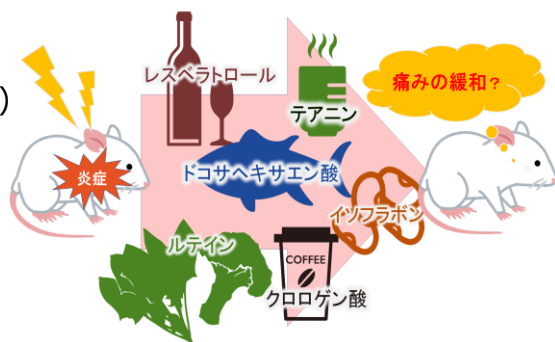 )
レスベラトロール
テアニン
痛みの緩和？
炎症
ドコサヘキサエン酸
イソフラボン
ルテイン
COFFEE
クロロゲン酸